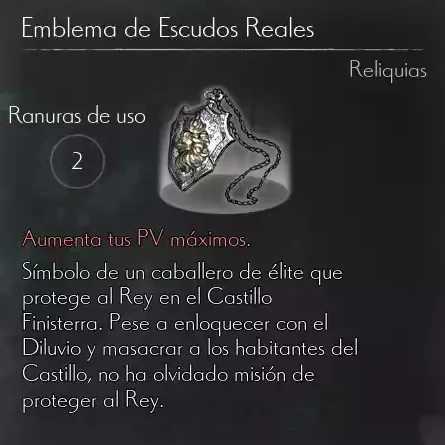 Emblema de Escudos Reales
Reliquias
Ranuras de uso
2
Aumenta tus PV máximos.
Símbolo de un caballero de élite que
protege al Rey en el Castillo
Finisterra. Pese a enloquecer con el
Diluvio y masacrar a los habitantes del
Castillo, no ha olvidado misión de
proteger al Rey.